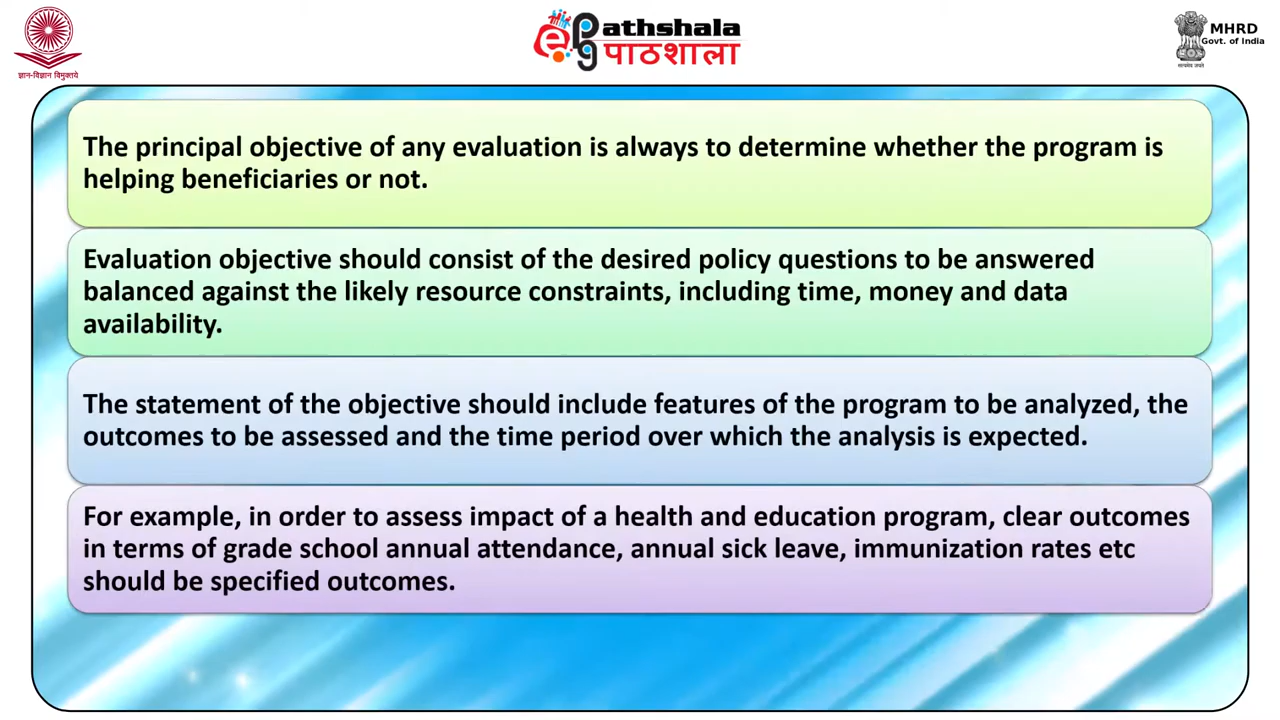 ज्ञान-विज्ञान विमुक्तये
ePG Pathshala
पाठशाला
MHRD
Govt. of India
सत्यमेव जयते
The principal objective of any evaluation is always to determine whether the program is
helping beneficiaries or not.
Evaluation objective should consist of the desired policy questions to be answered
balanced against the likely resource constraints, including time, money and data
availability.
The statement of the objective should include features of the program to be analyzed, the
outcomes to be assessed and the time period over which the analysis is expected.
For example, in order to assess impact of a health and education program, clear outcomes
in terms of grade school annual attendance, annual sick leave, immunization rates etc
should be specified outcomes.